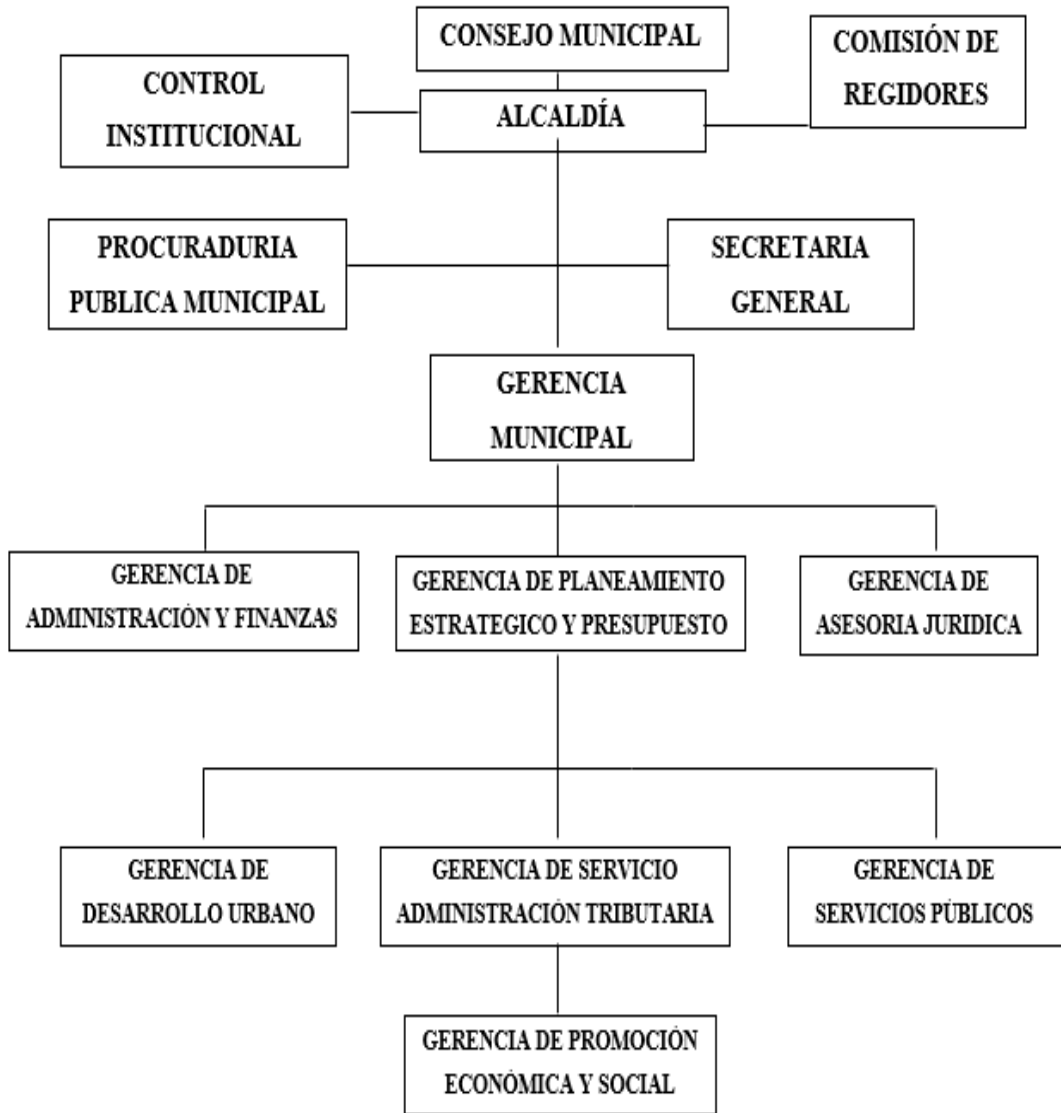 CONSEJO MUNICIPAL
COMISIÓN DE
REGIDORES
CONTROL
INSTITUCIONAL
ALCALDÍA
PROCURADURIA
PUBLICA MUNICIPAL
SECRETARIA
GENERAL
GERENCIA
MUNICIPAL
GERENCIA DE
ADMINISTRACIÓN Y FINANZAS
GERENCIA DE PLANEAMIENTO
ESTRATEGICO Y PRESUPUESTO
GERENCIA DE
ASESORIA JURIDICA
GERENCIA DE
DESARROLLO URBANO
GERENCIA DE SERVICIO
ADMINISTRACIÓN TRIBUTARIA
GERENCIA DE
SERVICIOS PÚBLICOS
GERENCIA DE PROMOCIÓN
ECONÓMICA Y SOCIAL